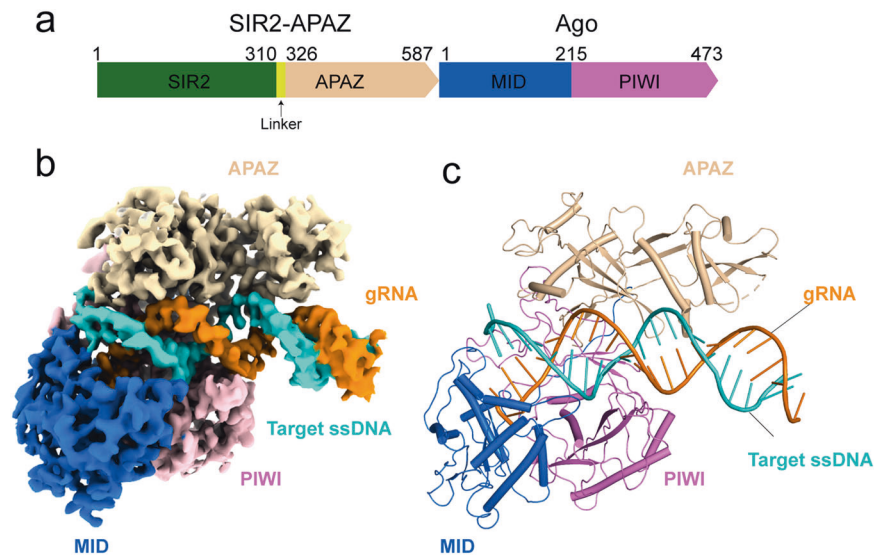 a
SIR2-APAZ Ago
1 310 326 587 1 215 473
SIR2 APAZ MID PIWI
Linker
b
APAZ
gRNA
Target ssDNA
PIWI
MID
c
APAZ
gRNA
Target ssDNA
PIWI
MID